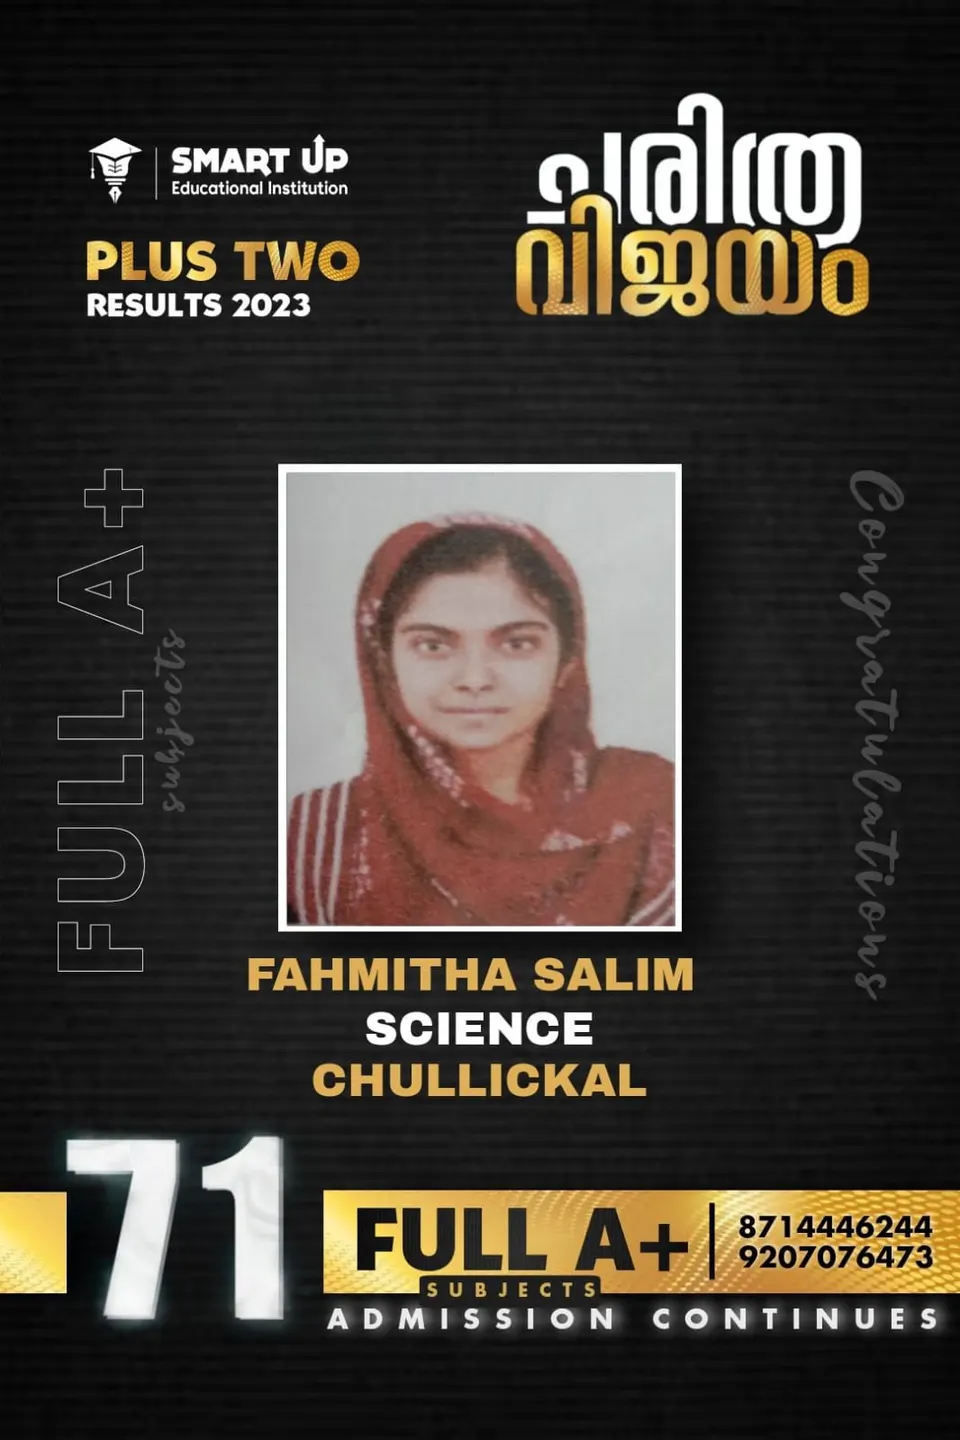 SMART UP
Educational Institution
PLUS TWO
RESULTS 2023
ചരിത്ര
വിജയം
FULL A+
subjects
Congratulations
FAHMITHA SALIM
SCIENCE
CHULLICKAL
71
FULL A+
SUBJECTS
8714446244
9207076473
ADMISSION CONTINUES